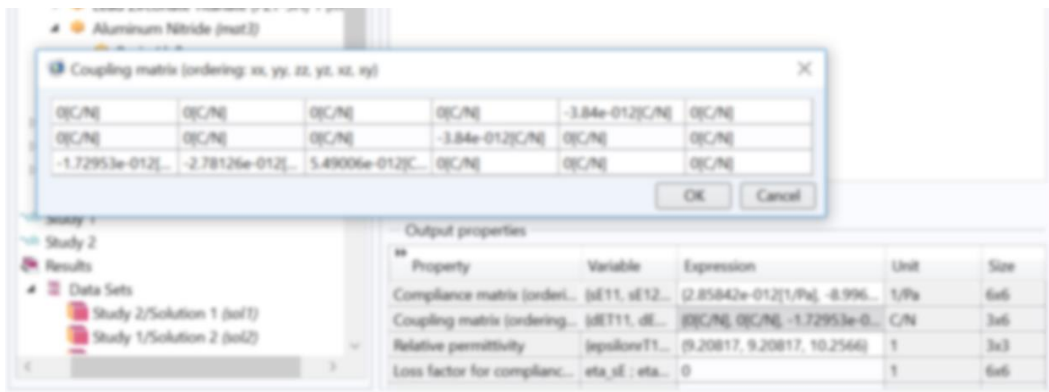 Aluminum Nitride (mat3)
Coupling matrix (ordering: xx, yy, zz, yz, xz, xy)
0[C/N] 0[C/N] 0[C/N] 0[C/N] -3.84e-012[C/N] 0[C/N]
0[C/N] 0[C/N] 0[C/N] -3.84e-012[C/N] 0[C/N] 0[C/N]
-1.72953e-012[... -2.78126e-012[... 5.49006e-012[C... 0[C/N] 0[C/N] 0[C/N]
OK Cancel
Study 1
Study 2
Results
Data Sets
Study 2/Solution 1 (sol1)
Study 1/Solution 2 (sol2)
Output properties
Property Variable Expression Unit Size
Compliance matrix (orderi... {sE11, sE12... {2.85842e-012[1/Pa], -8.996... 1/Pa 6x6
Coupling matrix (ordering... {dET11, dE... {0[C/N], 0[C/N], -1.72953e-0... C/N 3x6
Relative permittivity {epsilonrT1... {9.20817, 9.20817, 10.2566} 1 3x3
Loss factor for complianc... eta_sE ; eta... 0 1 6x6